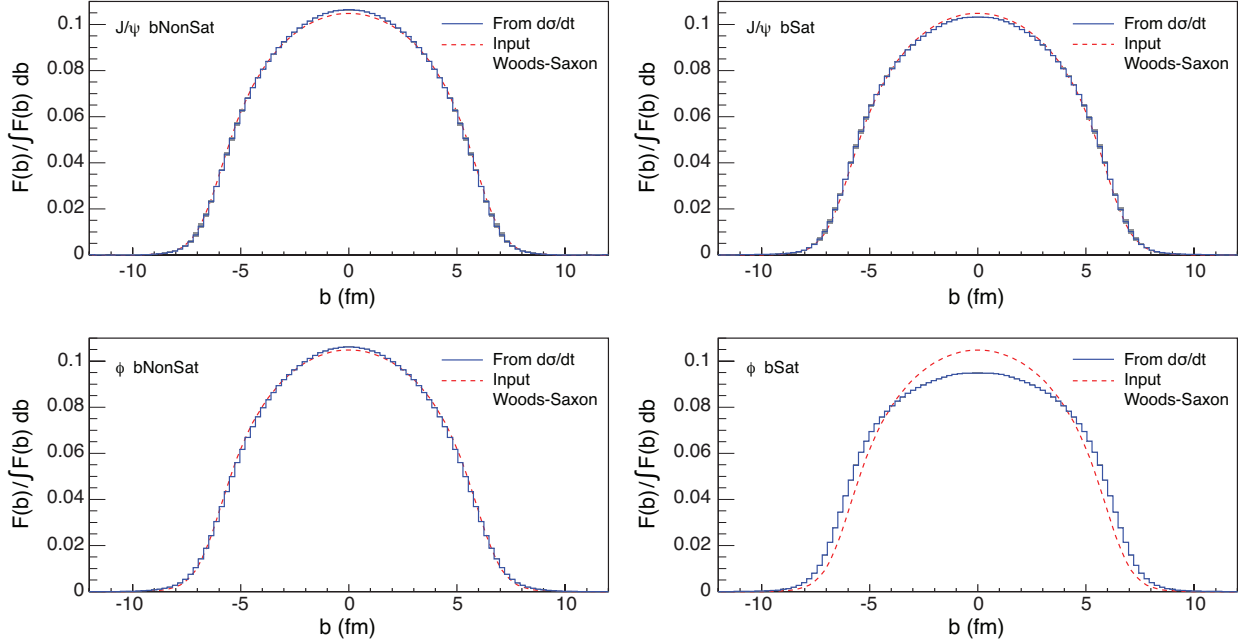 J/ψ bNonSat
From dσ/dt
Input
Woods-Saxon
F(b)/∫F(b) db
0.1
0.08
0.06
0.04
0.02
0
-10 -5 0 5 10
b (fm)
J/ψ bSat
From dσ/dt
Input
Woods-Saxon
F(b)/∫F(b) db
0.1
0.08
0.06
0.04
0.02
0
-10 -5 0 5 10
b (fm)
ϕ bNonSat
From dσ/dt
Input
Woods-Saxon
F(b)/∫F(b) db
0.1
0.08
0.06
0.04
0.02
0
-10 -5 0 5 10
b (fm)
ϕ bSat
From dσ/dt
Input
Woods-Saxon
F(b)/∫F(b) db
0.1
0.08
0.06
0.04
0.02
0
-10 -5 0 5 10
b (fm)